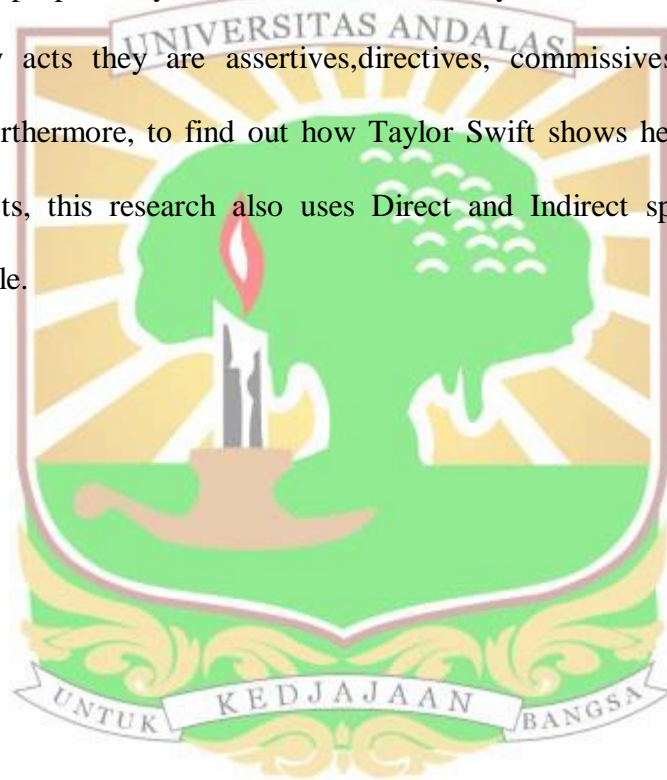 UNIVERSITAS ANDALAS
acts they are assertives,directives, commissives
rthermore, to find out how Taylor Swift shows he
ts, this research also uses Direct and Indirect sp
le.
UNTUK KEDJAJAAN BANGSA